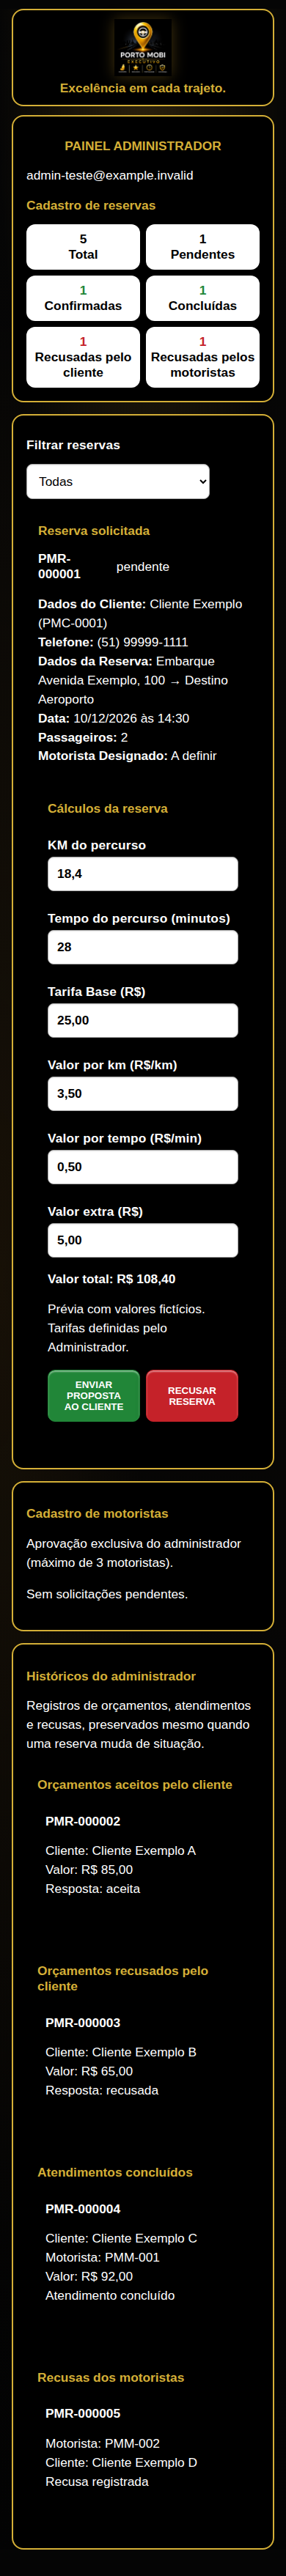 PORTO MOBI
EXECUTIVO
Excelência em cada trajeto.
PAINEL ADMINISTRADOR
admin-teste@example.invalid
Cadastro de reservas
5
Total
1
Pendentes
1
Confirmadas
1
Concluídas
1
Recusadas pelo
cliente
1
Recusadas pelos
motoristas
Filtrar reservas
Todas
Reserva solicitada
PMR-
000001
pendente
Dados do Cliente: Cliente Exemplo
(PMC-0001)
Telefone: (51) 99999-1111
Dados da Reserva: Embarque
Avenida Exemplo, 100 → Destino
Aeroporto
Data: 10/12/2026 às 14:30
Passageiros: 2
Motorista Designado: A definir
Cálculos da reserva
KM do percurso
18,4
Tempo do percurso (minutos)
28
Tarifa Base (R$)
25,00
Valor por km (R$/km)
3,50
Valor por tempo (R$/min)
0,50
Valor extra (R$)
5,00
Valor total: R$ 108,40
Prévia com valores fictícios.
Tarifas definidas pelo
Administrador.
ENVIAR
PROPOSTA
AO CLIENTE
RECUSAR
RESERVA
Cadastro de motoristas
Aprovação exclusiva do administrador
(máximo de 3 motoristas).
Sem solicitações pendentes.
Históricos do administrador
Registros de orçamentos, atendimentos
e recusas, preservados mesmo quando
uma reserva muda de situação.
Orçamentos aceitos pelo cliente
PMR-000002
Cliente: Cliente Exemplo A
Valor: R$ 85,00
Resposta: aceita
Orçamentos recusados pelo
cliente
PMR-000003
Cliente: Cliente Exemplo B
Valor: R$ 65,00
Resposta: recusada
Atendimentos concluídos
PMR-000004
Cliente: Cliente Exemplo C
Motorista: PMM-001
Valor: R$ 92,00
Atendimento concluído
Recusas dos motoristas
PMR-000005
Motorista: PMM-002
Cliente: Cliente Exemplo D
Recusa registrada